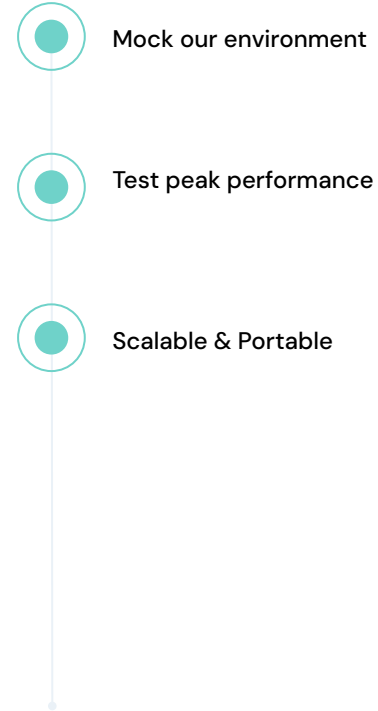 Mock our environment
Test peak performance
Scalable & Portable